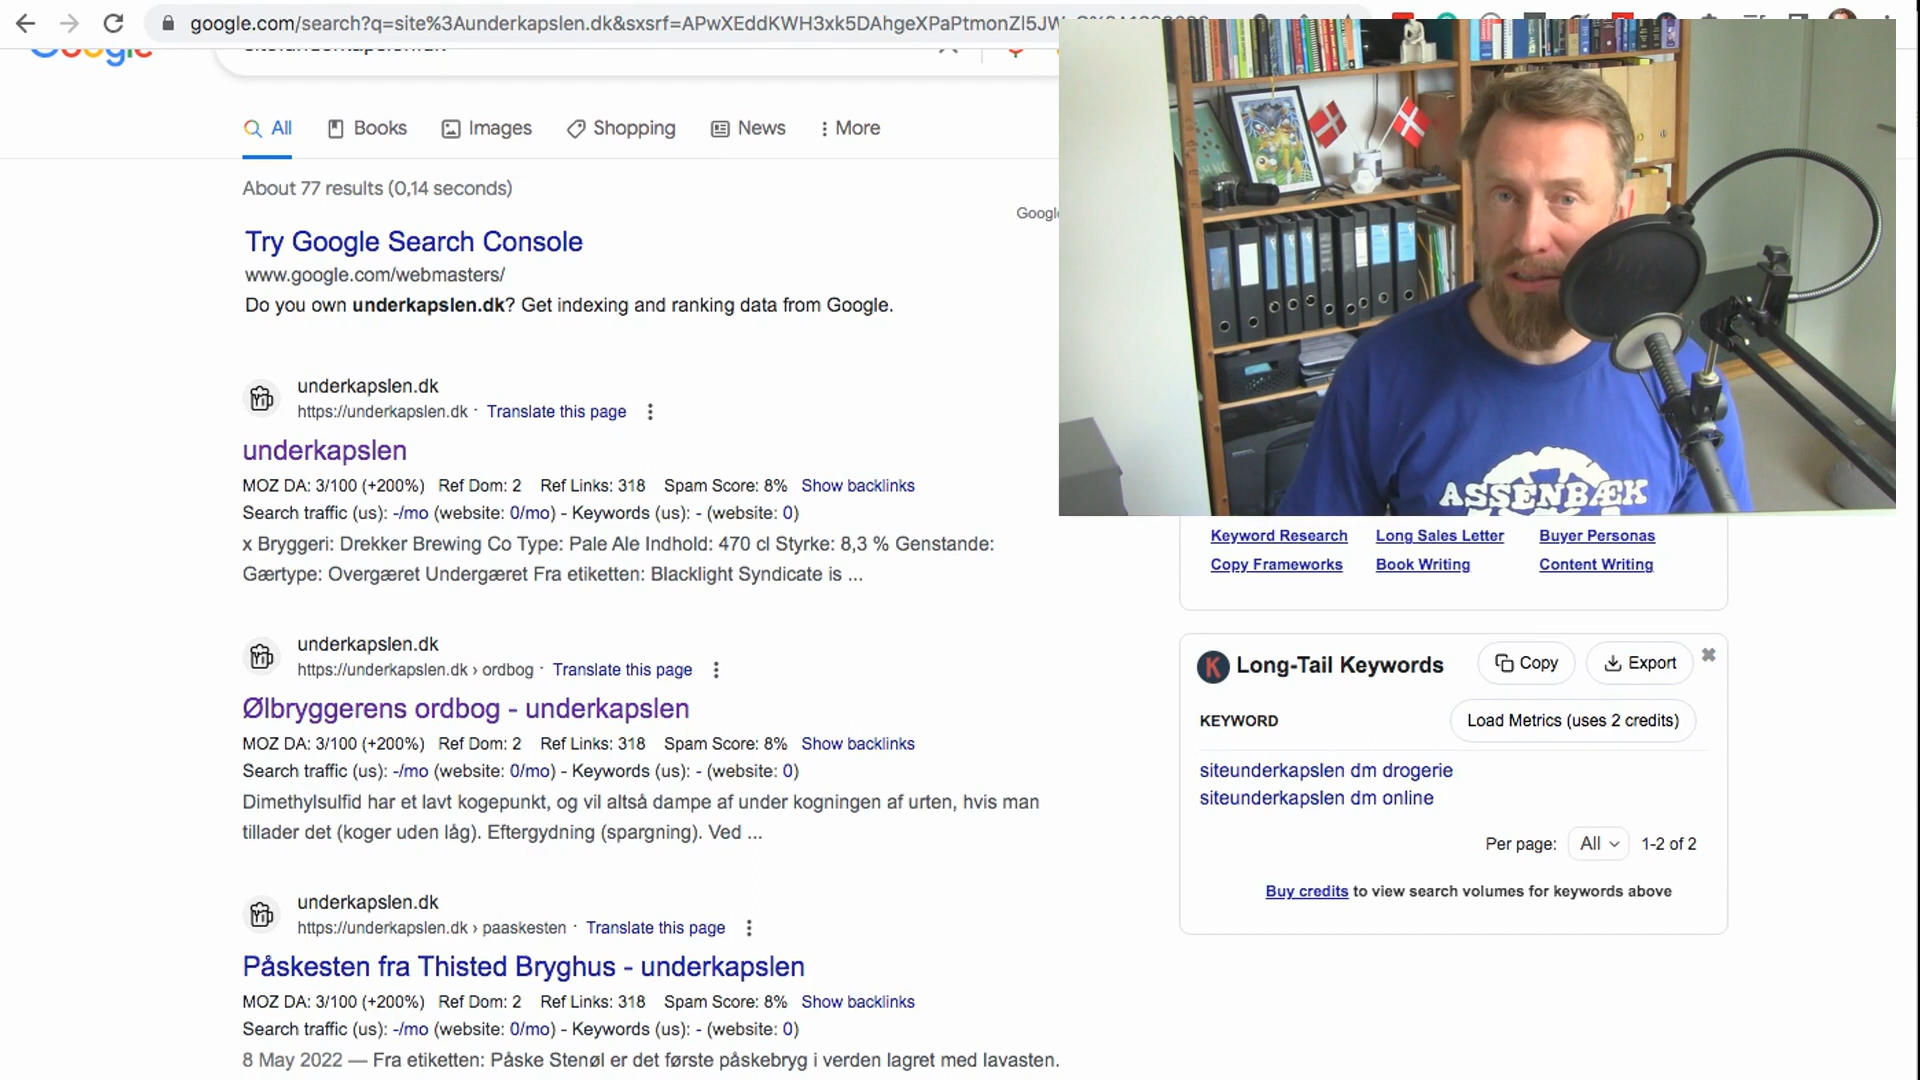 google.com/search?q=site%3Aunderkapslen.dk&sxsrf=APwXEddKWH3xk5DAhgeXPaPtmonZl5JW
All
Books
Images
Shopping
News
More
About 77 results (0,14 seconds)
Try Google Search Console
www.google.com/webmasters/
Do you own underkapslen.dk? Get indexing and ranking data from Google.
underkapslen.dk
https://underkapslen.dk · Translate this page
underkapslen
MOZ DA: 3/100 (+200%) Ref Dom: 2 Ref Links: 318 Spam Score: 8% Show backlinks
Search traffic (us): -/mo (website: 0/mo) - Keywords (us): - (website: 0)
x Bryggeri: Drekker Brewing Co Type: Pale Ale Indhold: 470 cl Styrke: 8,3 % Genstande:
Gærtype: Overgæret Undergæret Fra etiketten: Blacklight Syndicate is ...
underkapslen.dk
https://underkapslen.dk › ordbog · Translate this page
Ølbryggerens ordbog - underkapslen
MOZ DA: 3/100 (+200%) Ref Dom: 2 Ref Links: 318 Spam Score: 8% Show backlinks
Search traffic (us): -/mo (website: 0/mo) - Keywords (us): - (website: 0)
Dimethylsulfid har et lavt kogepunkt, og vil altså dampe af under kogningen af urten, hvis man
tillader det (koger uden låg). Eftergydning (spargning). Ved ...
underkapslen.dk
https://underkapslen.dk › paaskesten · Translate this page
Påskesten fra Thisted Bryghus - underkapslen
MOZ DA: 3/100 (+200%) Ref Dom: 2 Ref Links: 318 Spam Score: 8% Show backlinks
Search traffic (us): -/mo (website: 0/mo) - Keywords (us): - (website: 0)
8 May 2022 — Fra etiketten: Påske Stenøl er det første påskebryg i verden lagret med lavasten.
ASSENBÆK
Keyword Research Long Sales Letter Buyer Personas
Copy Frameworks Book Writing Content Writing
Long-Tail Keywords Copy Export
KEYWORD Load Metrics (uses 2 credits)
siteunderkapslen dm drogerie
siteunderkapslen dm online
Per page: All 1-2 of 2
Buy credits to view search volumes for keywords above